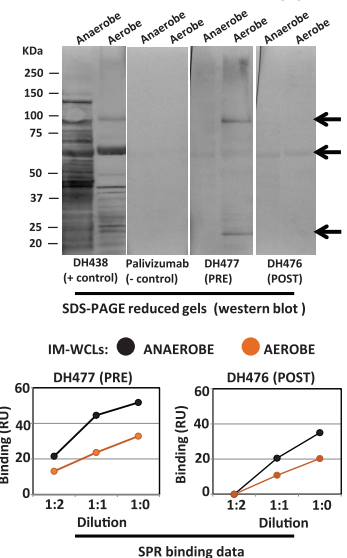 Anaerobe Aerobe Anaerobe Aerobe Anaerobe Aerobe Anaerobe Aerobe
KDa
250
150
100
75
50
37
25
20
DH438 Palivizumab DH477 DH476
(+ control) (- control) (PRE) (POST)
SDS-PAGE reduced gels (western blot )
IM-WCLs: ANAEROBE AEROBE
DH477 (PRE) DH476 (POST)
Binding (RU) Binding (RU)
60 60
40 40
20 20
0 0
1:2 1:1 1:0 1:2 1:1 1:0
Dilution Dilution
SPR binding data